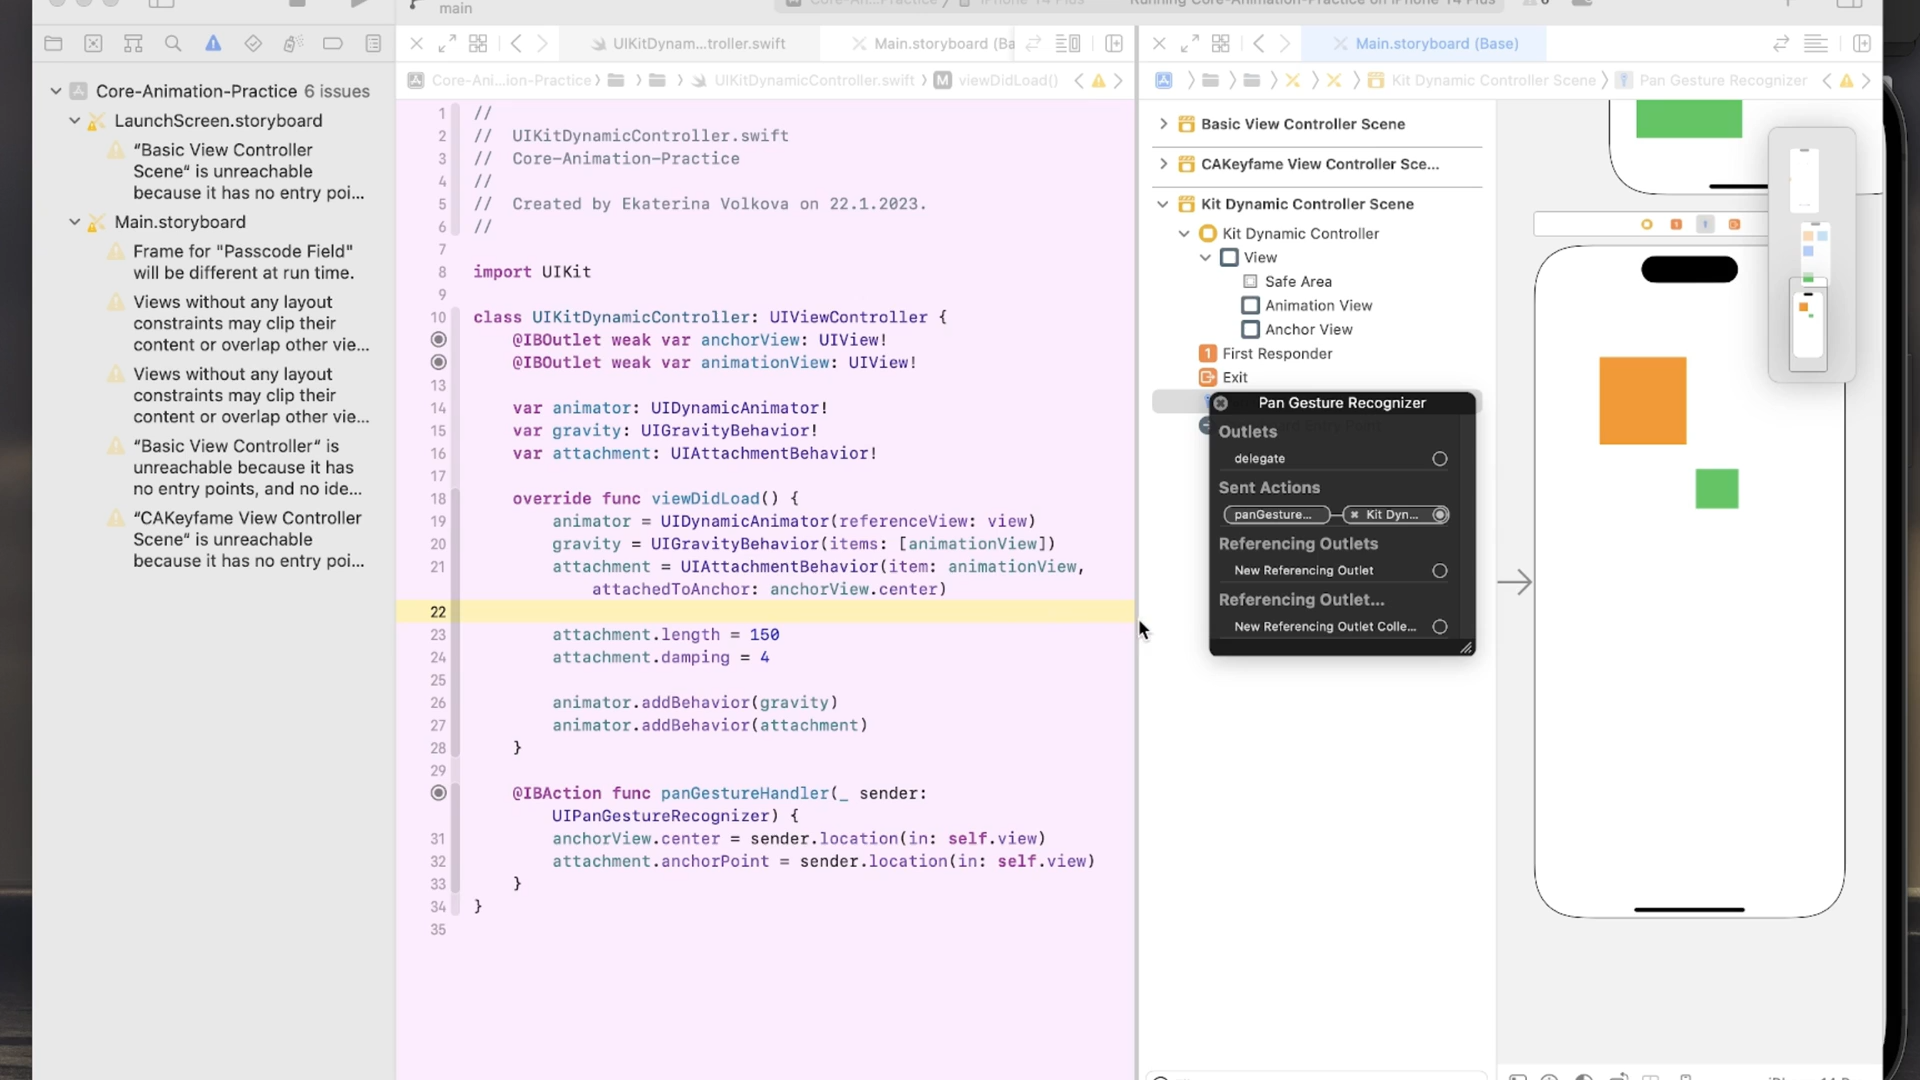 main
UIKitDynam...troller.swift
Main.storyboard (Ba
Main.storyboard (Base)
Core-Ani...ion-Practice
UIKitDynamicController.swift
M viewDidLoad()
Kit Dynamic Controller Scene
Pan Gesture Recognizer
Core-Animation-Practice 6 issues
LaunchScreen.storyboard
“Basic View Controller
Scene“ is unreachable
because it has no entry poi...
Main.storyboard
Frame for "Passcode Field"
will be different at run time.
Views without any layout
constraints may clip their
content or overlap other vie...
Views without any layout
constraints may clip their
content or overlap other vie...
“Basic View Controller“ is
unreachable because it has
no entry points, and no ide...
“CAKeyfame View Controller
Scene“ is unreachable
because it has no entry poi...
1 //
2 // UIKitDynamicController.swift
3 // Core-Animation-Practice
4 //
5 // Created by Ekaterina Volkova on 22.1.2023.
6 //
7
8 import UIKit
9
10 class UIKitDynamicController: UIViewController {
@IBOutlet weak var anchorView: UIView!
@IBOutlet weak var animationView: UIView!
13
14 var animator: UIDynamicAnimator!
15 var gravity: UIGravityBehavior!
16 var attachment: UIAttachmentBehavior!
17
18 override func viewDidLoad() {
19 animator = UIDynamicAnimator(referenceView: view)
20 gravity = UIGravityBehavior(items: [animationView])
21 attachment = UIAttachmentBehavior(item: animationView,
attachedToAnchor: anchorView.center)
22
23 attachment.length = 150
24 attachment.damping = 4
25
26 animator.addBehavior(gravity)
27 animator.addBehavior(attachment)
28 }
29
@IBAction func panGestureHandler(_ sender:
UIPanGestureRecognizer) {
31 anchorView.center = sender.location(in: self.view)
32 attachment.anchorPoint = sender.location(in: self.view)
33 }
34 }
35
Basic View Controller Scene
CAKeyfame View Controller Sce...
Kit Dynamic Controller Scene
Kit Dynamic Controller
View
Safe Area
Animation View
Anchor View
1 First Responder
Exit
Pan Gesture Recognizer
Outlets
delegate
Sent Actions
panGesture...
Kit Dyn...
Referencing Outlets
New Referencing Outlet
Referencing Outlet...
New Referencing Outlet Colle...